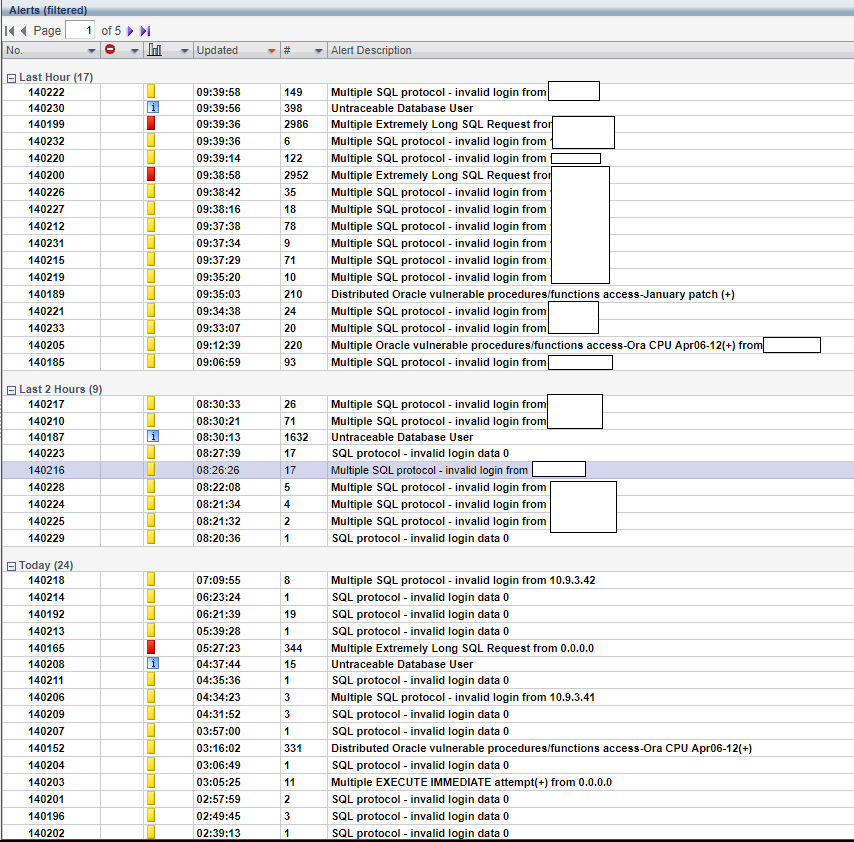 Alerts (filtered)
Page 1 of 5
No. Updated # Alert Description
Last Hour (17)
140222 09:39:58 149 Multiple SQL protocol - invalid login from
140230 i 09:39:56 398 Untraceable Database User
140199 09:39:36 2986 Multiple Extremely Long SQL Request from
140232 09:39:36 6 Multiple SQL protocol - invalid login from
140220 09:39:14 122 Multiple SQL protocol - invalid login from
140200 09:38:58 2952 Multiple Extremely Long SQL Request from
140226 09:38:42 35 Multiple SQL protocol - invalid login from
140227 09:38:16 18 Multiple SQL protocol - invalid login from
140212 09:37:38 78 Multiple SQL protocol - invalid login from
140231 09:37:34 9 Multiple SQL protocol - invalid login from
140215 09:37:29 71 Multiple SQL protocol - invalid login from
140219 09:35:20 10 Multiple SQL protocol - invalid login from
140189 09:35:03 210 Distributed Oracle vulnerable procedures/functions access-January patch (+)
140221 09:34:38 24 Multiple SQL protocol - invalid login from
140233 09:33:07 20 Multiple SQL protocol - invalid login from
140205 09:12:39 220 Multiple Oracle vulnerable procedures/functions access-Ora CPU Apr06-12(+) from
140185 09:06:59 93 Multiple SQL protocol - invalid login from
Last 2 Hours (9)
140217 08:30:33 26 Multiple SQL protocol - invalid login from
140210 08:30:21 71 Multiple SQL protocol - invalid login from
140187 i 08:30:13 1632 Untraceable Database User
140223 08:27:39 17 SQL protocol - invalid login data 0
140216 08:26:26 17 Multiple SQL protocol - invalid login from
140228 08:22:08 5 Multiple SQL protocol - invalid login from
140224 08:21:34 4 Multiple SQL protocol - invalid login from
140225 08:21:32 2 Multiple SQL protocol - invalid login from
140229 08:20:36 1 SQL protocol - invalid login data 0
Today (24)
140218 07:09:55 8 Multiple SQL protocol - invalid login from 10.9.3.42
140214 06:23:24 1 SQL protocol - invalid login data 0
140192 06:21:39 19 SQL protocol - invalid login data 0
140213 05:39:28 1 SQL protocol - invalid login data 0
140165 05:27:23 344 Multiple Extremely Long SQL Request from 0.0.0.0
140208 i 04:37:44 15 Untraceable Database User
140211 04:35:36 1 SQL protocol - invalid login data 0
140206 04:34:23 3 Multiple SQL protocol - invalid login from 10.9.3.41
140209 04:31:52 3 SQL protocol - invalid login data 0
140207 03:57:00 1 SQL protocol - invalid login data 0
140152 03:16:02 331 Distributed Oracle vulnerable procedures/functions access-Ora CPU Apr06-12(+)
140204 03:06:49 1 SQL protocol - invalid login data 0
140203 03:05:25 11 Multiple EXECUTE IMMEDIATE attempt(+) from 0.0.0.0
140201 02:57:59 2 SQL protocol - invalid login data 0
140196 02:49:45 3 SQL protocol - invalid login data 0
140202 02:39:13 1 SQL protocol - invalid login data 0